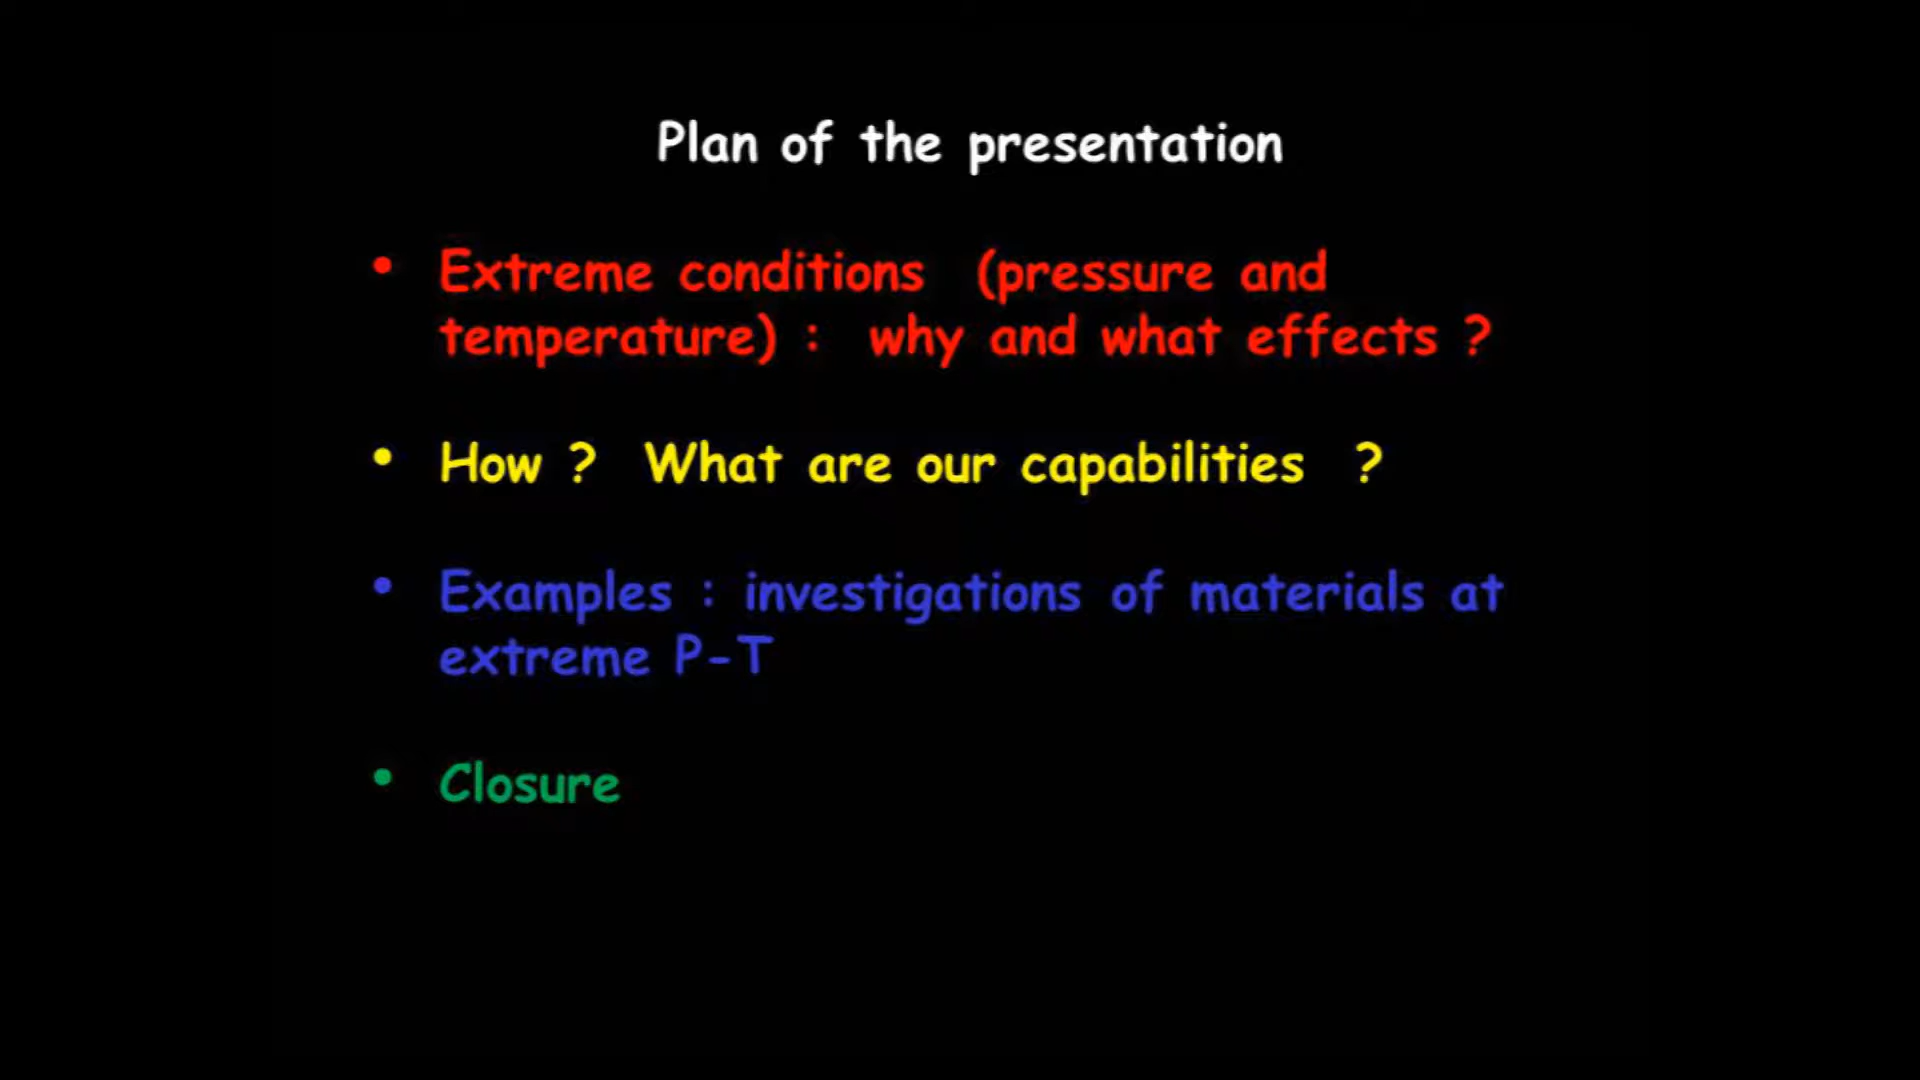 Plan of the presentation
• Extreme conditions (pressure and
temperature) : why and what effects ?
• How ? What are our capabilities ?
• Examples : investigations of materials at
extreme P-T
• Closure